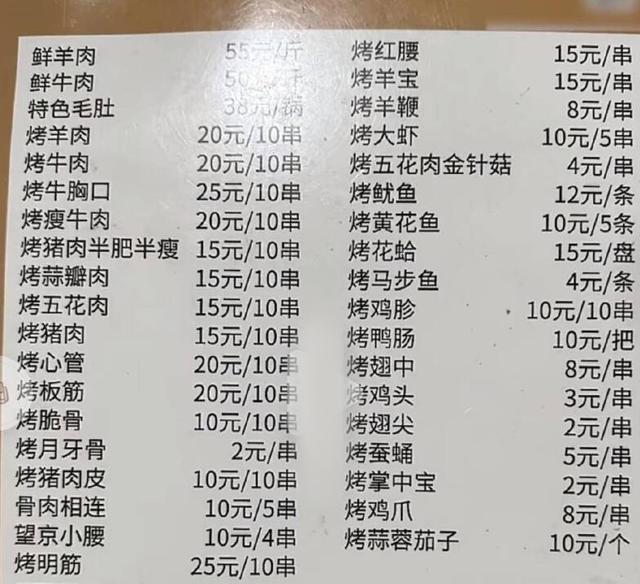 鲜羊肉 55元/斤
鲜牛肉 50元/斤
特色毛肚 38元/锅
烤羊肉 20元/10串
烤牛肉 20元/10串
烤牛胸口 25元/10串
烤瘦牛肉 20元/10串
烤猪肉半肥半瘦 15元/10串
烤蒜瓣肉 15元/10串
烤五花肉 15元/10串
烤猪肉 15元/10串
烤心管 20元/10串
烤板筋 20元/10串
烤脆骨 10元/10串
烤月牙骨 2元/串
烤猪肉皮 10元/10串
骨肉相连 10元/5串
望京小腰 10元/4串
烤明筋 25元/10串
烤红腰 15元/串
烤羊宝 15元/串
烤羊鞭 8元/串
烤大虾 10元/5串
烤五花肉金针菇 4元/串
烤鱿鱼 12元/条
烤黄花鱼 10元/5条
烤花蛤 15元/盘
烤马步鱼 4元/条
烤鸡胗 10元/10串
烤鸭肠 10元/把
烤翅中 8元/串
烤鸡头 3元/串
烤翅尖 2元/串
烤蚕蛹 5元/串
烤掌中宝 2元/串
烤鸡爪 8元/串
烤蒜蓉茄子 10元/个